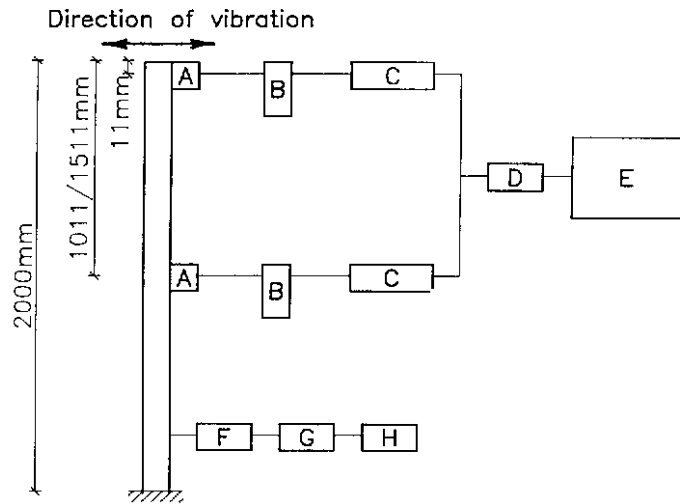 Direction of vibration
A
B
C
11mm
1011/1511mm
2000mm
D
E
A
B
C
F
G
H